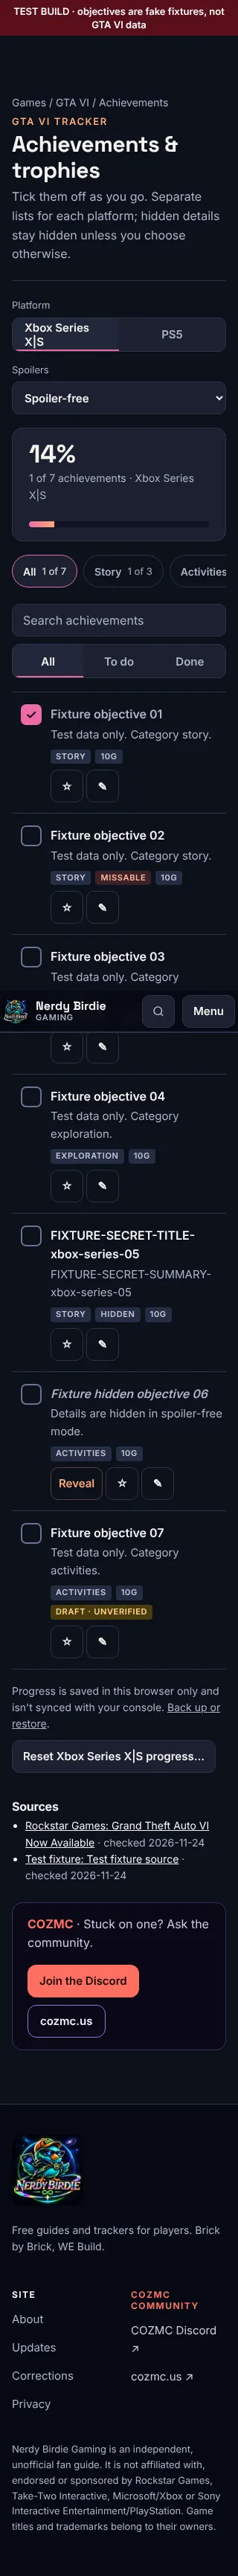 TEST BUILD · objectives are fake fixtures, not
GTA VI data
Games / GTA VI / Achievements
GTA VI TRACKER
Achievements &
trophies
Tick them off as you go. Separate
lists for each platform; hidden details
stay hidden unless you choose
otherwise.
Platform
Xbox Series
X|S
PS5
Spoilers
Spoiler-free
14%
1 of 7 achievements · Xbox Series
X|S
All 1 of 7
Story 1 of 3
Activities
Search achievements
All
To do
Done
Fixture objective 01
Test data only. Category story.
STORY 10G
Fixture objective 02
Test data only. Category story.
STORY MISSABLE 10G
Fixture objective 03
Test data only. Category
Nerdy Birdie
GAMING
Menu
Fixture objective 04
Test data only. Category
exploration.
EXPLORATION 10G
FIXTURE-SECRET-TITLE-
xbox-series-05
FIXTURE-SECRET-SUMMARY-
xbox-series-05
STORY HIDDEN 10G
Fixture hidden objective 06
Details are hidden in spoiler-free
mode.
ACTIVITIES 10G
Reveal
Fixture objective 07
Test data only. Category
activities.
ACTIVITIES 10G
DRAFT · UNVERIFIED
Progress is saved in this browser only and
isn't synced with your console. Back up or
restore.
Reset Xbox Series X|S progress...
Sources
Rockstar Games: Grand Theft Auto VI
Now Available · checked 2026-11-24
Test fixture: Test fixture source ·
checked 2026-11-24
COZMC · Stuck on one? Ask the
community.
Join the Discord
cozmc.us
NERDYBIRDIE
Free guides and trackers for players. Brick
by Brick, WE Build.
SITE
About
Updates
Corrections
Privacy
COZMC
COMMUNITY
COZMC Discord
↗
cozmc.us ↗
Nerdy Birdie Gaming is an independent,
unofficial fan guide. It is not affiliated with,
endorsed or sponsored by Rockstar Games,
Take-Two Interactive, Microsoft/Xbox or Sony
Interactive Entertainment/PlayStation. Game
titles and trademarks belong to their owners.